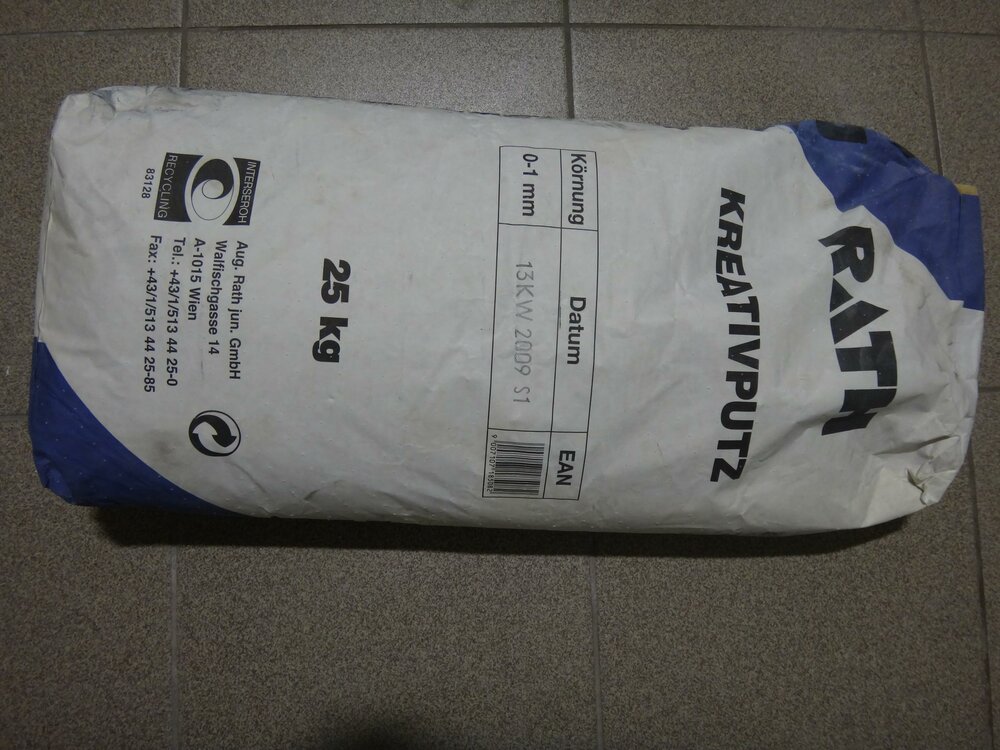 RATH
KREATIVPUTZ
Körnung Datum EAN
0-1 mm 13KW 2009 S1
25 kg
INTERSEROH
RECYCLING
83128
Aug. Rath jun. GmbH
Walfischgasse 14
A-1015 Wien
Tel.: +43/1/513 44 25-0
Fax: +43/1/513 44 25-85